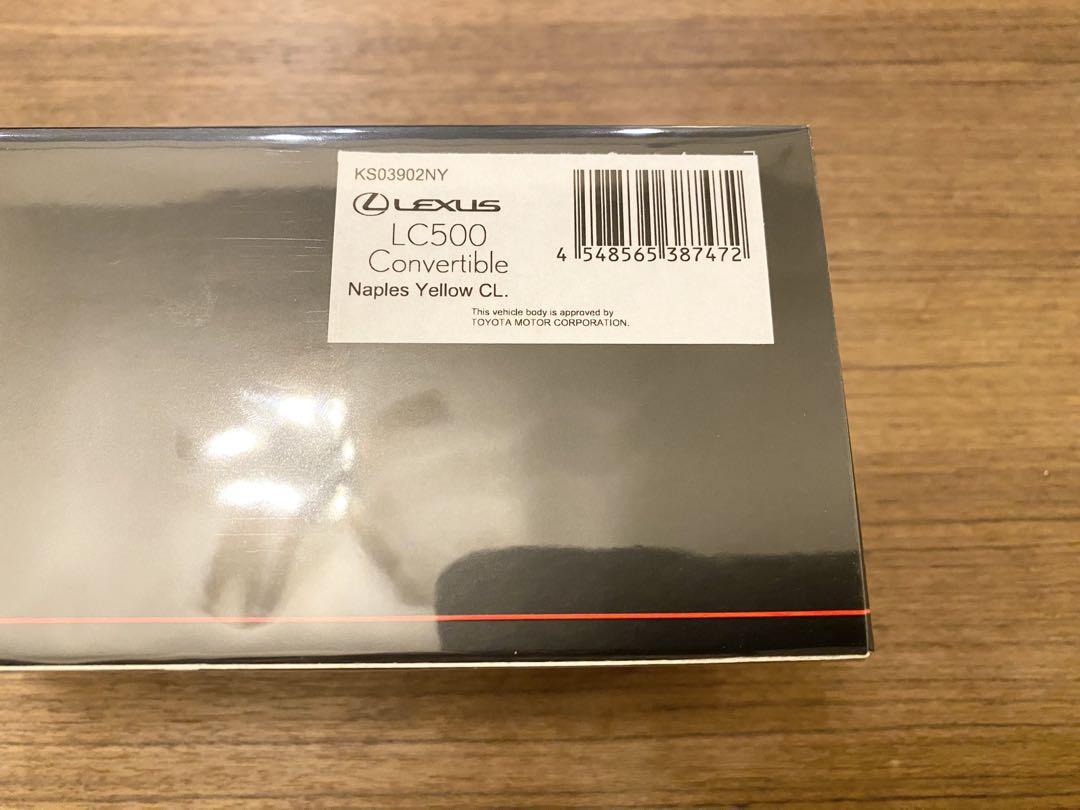 KS03902NY
LEXUS
LC500
Convertible
Naples Yellow CL.
4 548565 387472
This vehicle body is approved by
TOYOTA MOTOR CORPORATION.